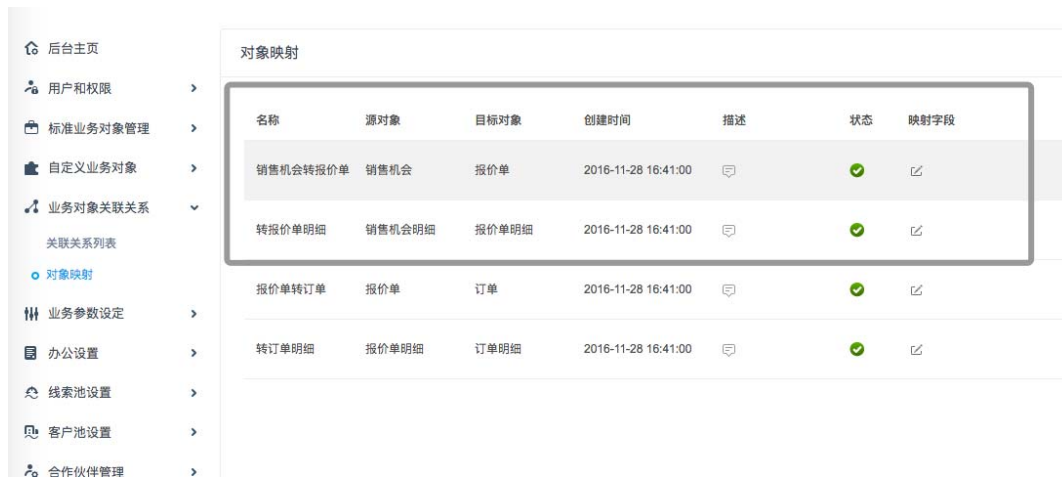 后台主页
用户和权限
标准业务对象管理
自定义业务对象
业务对象关联关系
关联关系列表
对象映射
业务参数设定
办公设置
线索池设置
客户池设置
合作伙伴管理
对象映射
名称 源对象 目标对象 创建时间 描述 状态 映射字段
销售机会转报价单 销售机会 报价单 2016-11-28 16:41:00
转报价单明细 销售机会明细 报价单明细 2016-11-28 16:41:00
报价单转订单 报价单 订单 2016-11-28 16:41:00
转订单明细 报价单明细 订单明细 2016-11-28 16:41:00